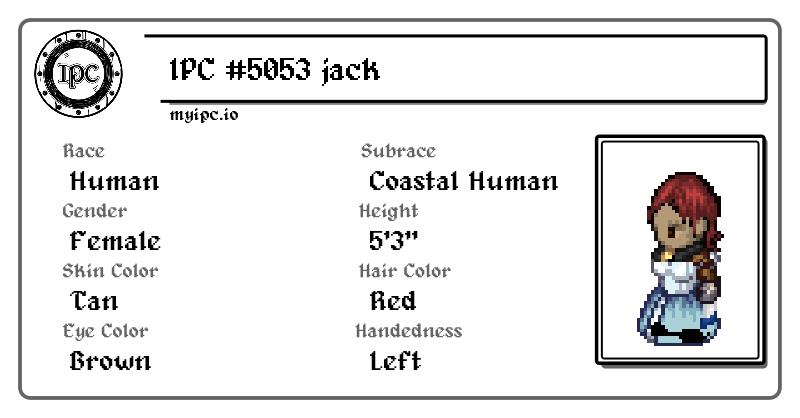 IPC
IPC #5053 jack
myipc.io
Race
Human
Subrace
Coastal Human
Gender
Female
Height
5'3"
Skin Color
Tan
Hair Color
Red
Eye Color
Brown
Handedness
Left